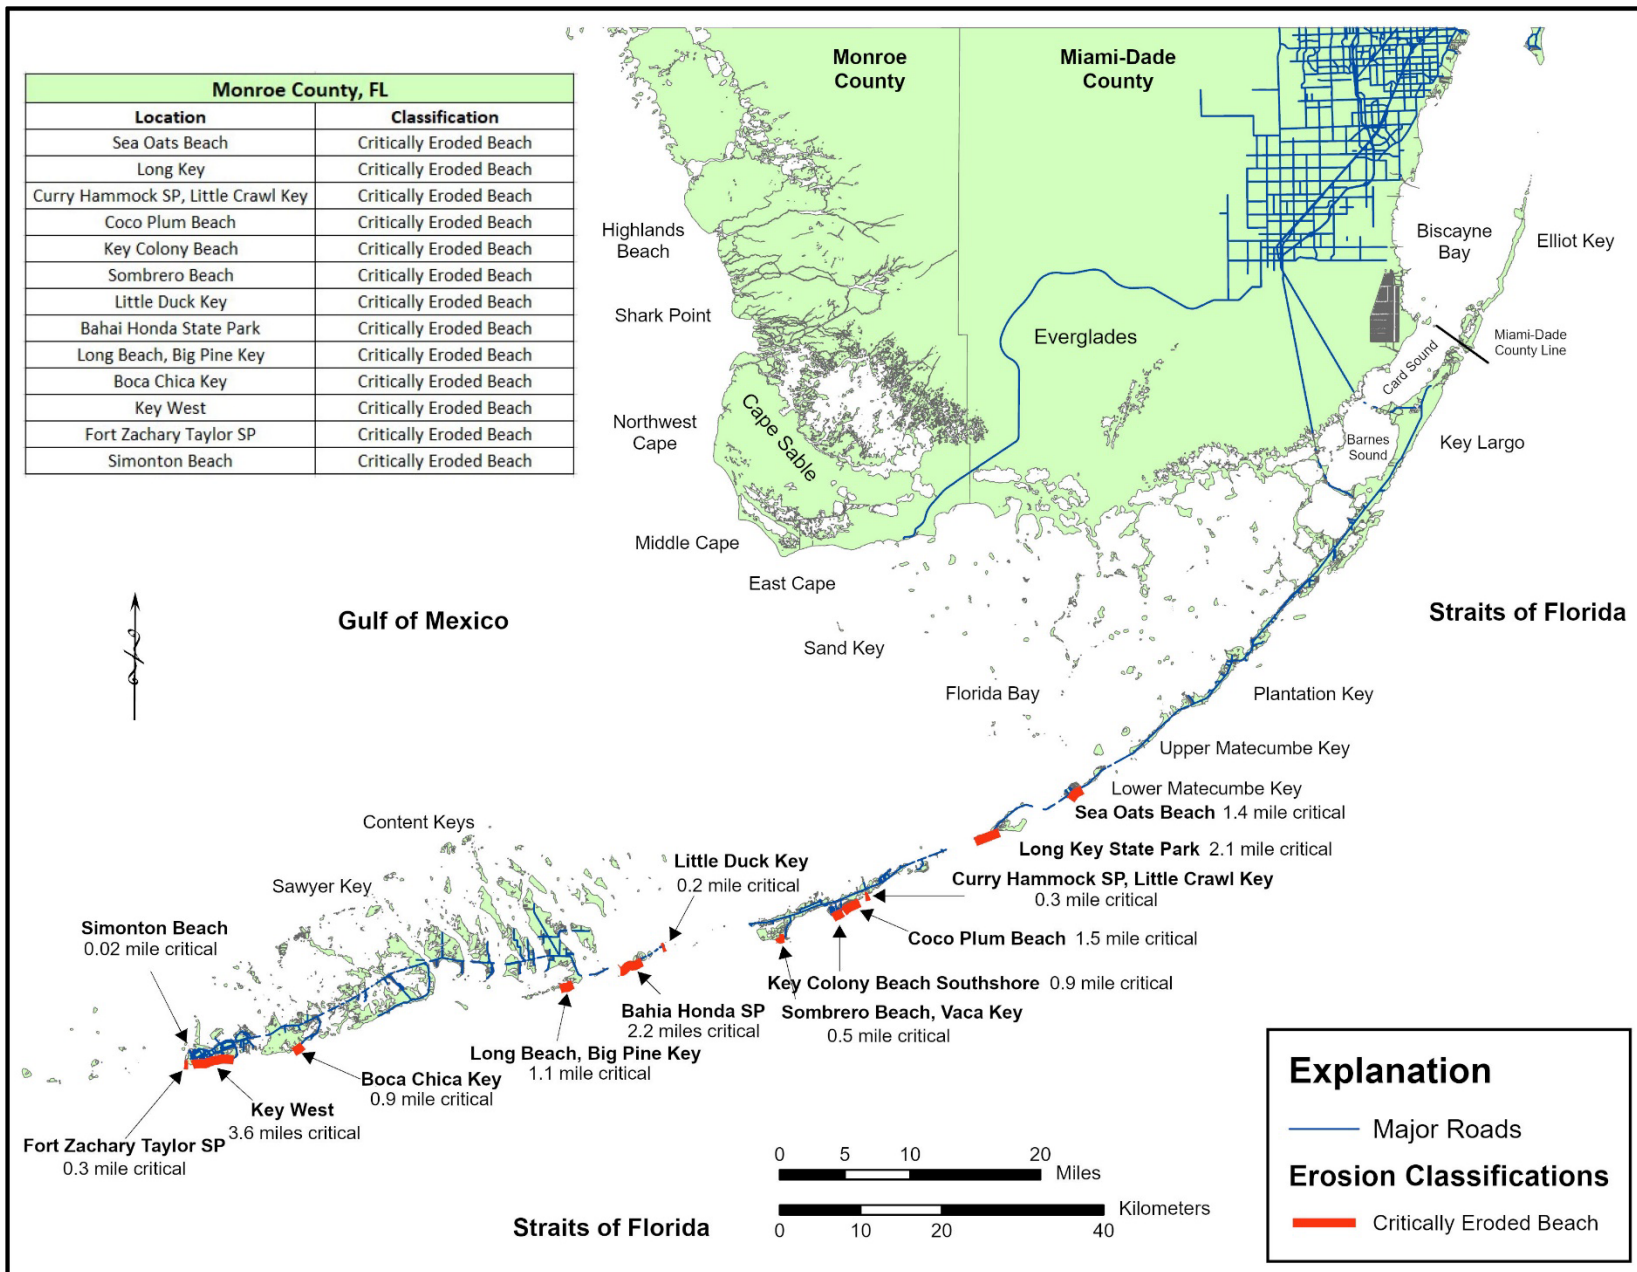 Monroe County, FL
Location Classification
Sea Oats Beach Critically Eroded Beach
Long Key Critically Eroded Beach
Curry Hammock SP, Little Crawl Key Critically Eroded Beach
Coco Plum Beach Critically Eroded Beach
Key Colony Beach Critically Eroded Beach
Sombrero Beach Critically Eroded Beach
Little Duck Key Critically Eroded Beach
Bahai Honda State Park Critically Eroded Beach
Long Beach, Big Pine Key Critically Eroded Beach
Boca Chica Key Critically Eroded Beach
Key West Critically Eroded Beach
Fort Zachary Taylor SP Critically Eroded Beach
Simonton Beach Critically Eroded Beach
Monroe
County
Miami-Dade
County
Highlands
Beach
Biscayne
Bay
Elliot Key
Shark Point
Everglades
Miami-Dade
County Line
Card Sound
Northwest
Cape
Cape Sable
Barnes
Sound
Key Largo
Middle Cape
East Cape
Gulf of Mexico
Straits of Florida
Sand Key
Florida Bay
Plantation Key
Upper Matecumbe Key
Lower Matecumbe Key
Sea Oats Beach 1.4 mile critical
Long Key State Park 2.1 mile critical
Content Keys
Little Duck Key
0.2 mile critical
Curry Hammock SP, Little Crawl Key
0.3 mile critical
Sawyer Key
Simonton Beach
0.02 mile critical
Coco Plum Beach 1.5 mile critical
Key Colony Beach Southshore 0.9 mile critical
Sombrero Beach, Vaca Key
0.5 mile critical
Bahia Honda SP
2.2 miles critical
Long Beach, Big Pine Key
1.1 mile critical
Boca Chica Key
0.9 mile critical
Key West
3.6 miles critical
Fort Zachary Taylor SP
0.3 mile critical
Straits of Florida
0 5 10 20
Miles
Kilometers
0 10 20 40
Explanation
Major Roads
Erosion Classifications
Critically Eroded Beach